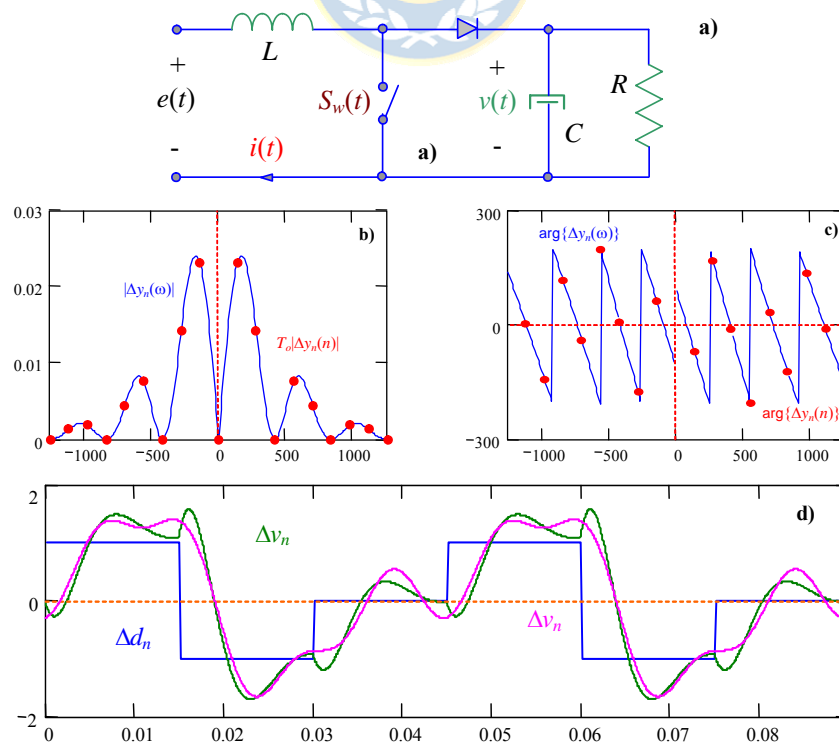 a)
L
+
+
R
e(t)
S_w(t)
v(t)
-
i(t)
a)
-
C
0.03
b)
|Δy_n(ω)|
0.02
T_o|Δy_n(n)|
0.01
0
−1000
−500
0
500
1000
300
c)
arg{Δy_n(ω)}
0
arg{Δy_n(n)}
−300
−1000
−500
0
500
1000
2
d)
Δv_n
0
Δd_n
Δv_n
−2
0
0.01
0.02
0.03
0.04
0.05
0.06
0.07
0.08